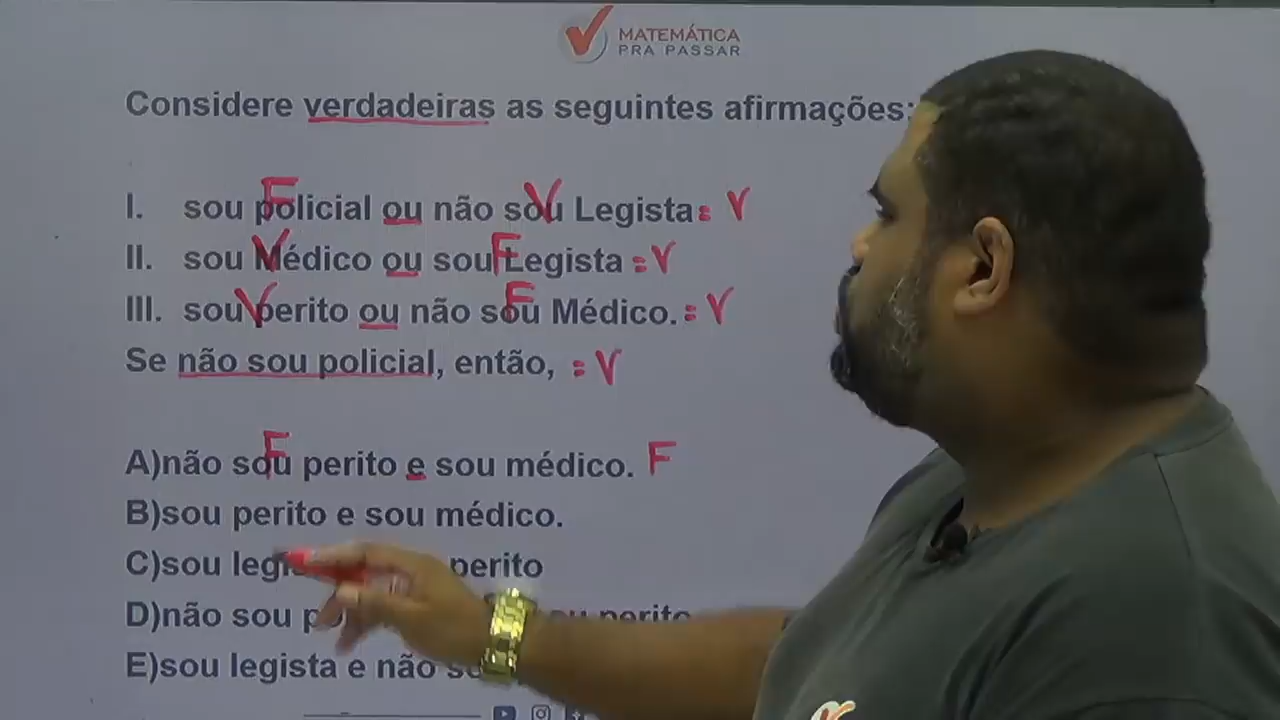 MATEMÁTICA
PRA PASSAR
Considere verdadeiras as seguintes afirmações:
F V
I. sou policial ou não sou Legista = V
V F
II. sou Médico ou sou Legista = V
V F
III. sou perito ou não sou Médico. = V
Se não sou policial, então, = V
F
A)não sou perito e sou médico. F
B)sou perito e sou médico.
C)sou perito
D)não sou perito
E)sou legista e não